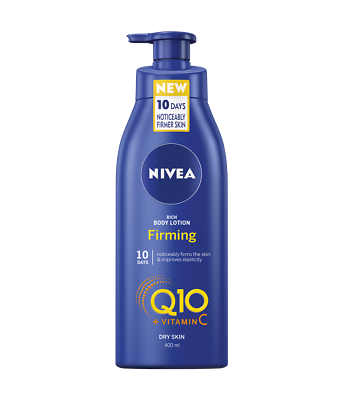 NEW
10 DAYS
NOTICEABLY
FIRMER SKIN
NIVEA
RICH
BODY LOTION
Firming
10
DAYS
noticeably firms the skin
& improves elasticity
Q10
+ VITAMIN C
DRY SKIN
400 ml